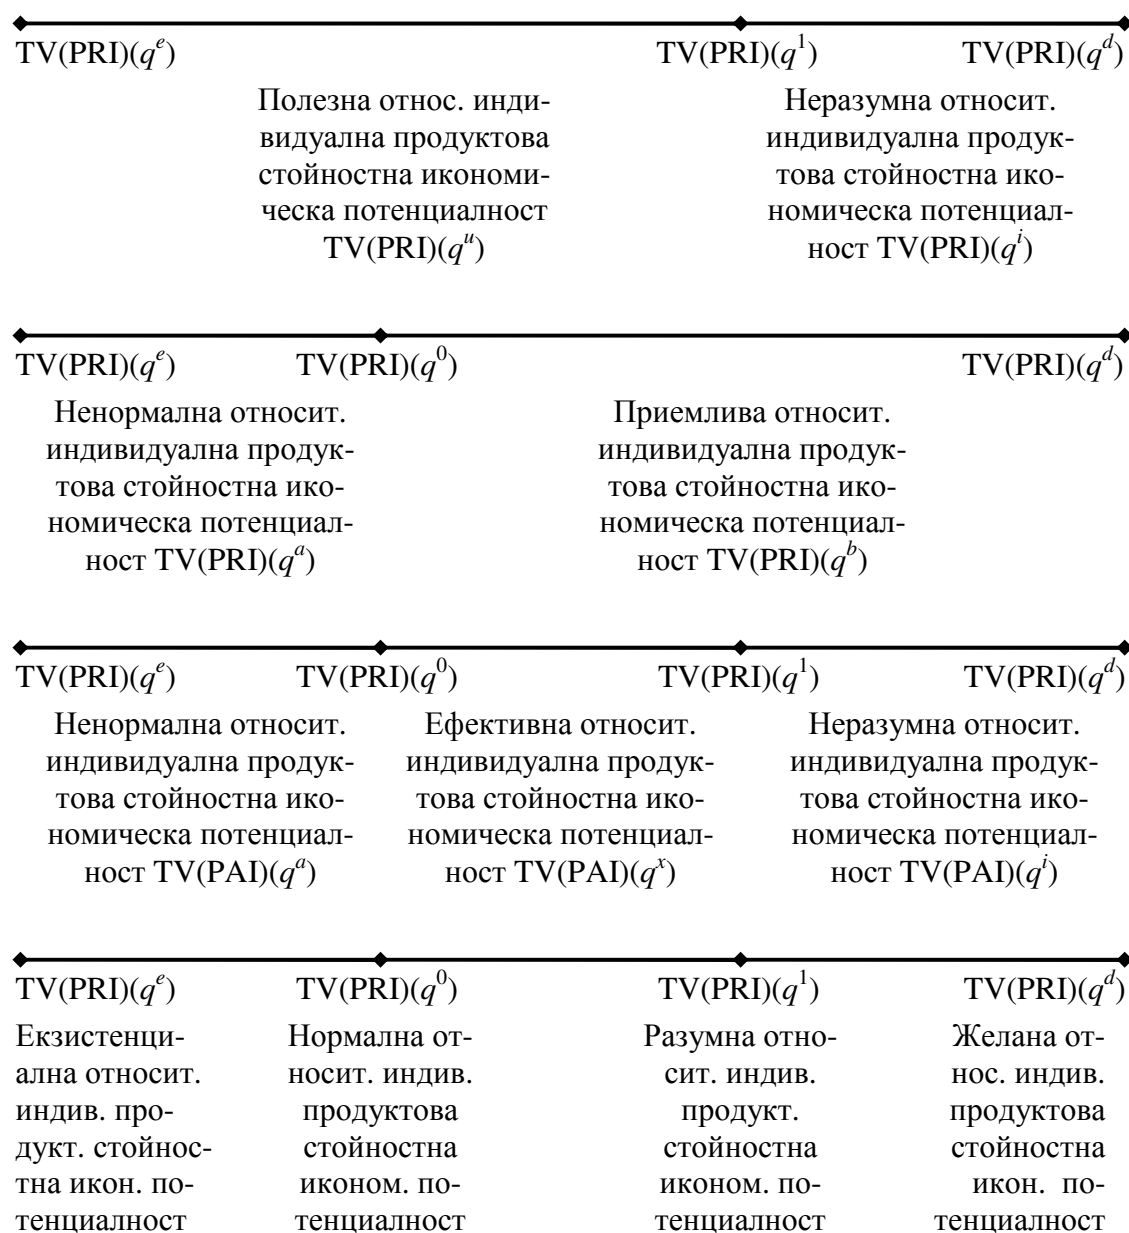 TV(PRI)(q^e) TV(PRI)(q^1) TV(PRI)(q^d)
Полезна относ. инди- Неразумна относит.
видуална продуктова индивидуална продук-
стойностна икономи- това стойностна ико-
ческа потенциалност номическа потенциал-
TV(PRI)(q^u) ност TV(PRI)(q^i)
TV(PRI)(q^e) TV(PRI)(q^0) TV(PRI)(q^d)
Ненормална относит. Приемлива относит.
индивидуална продук- индивидуална продук-
това стойностна ико- това стойностна ико-
номическа потенциал- номическа потенциал-
ност TV(PRI)(q^a) ност TV(PRI)(q^b)
TV(PRI)(q^e) TV(PRI)(q^0) TV(PRI)(q^1) TV(PRI)(q^d)
Ненормална относит. Ефективна относит. Неразумна относит.
индивидуална продук- индивидуална продук- индивидуална продук-
това стойностна ико- това стойностна ико- това стойностна ико-
номическа потенциал- номическа потенциал- номическа потенциал-
ност TV(PAI)(q^a) ност TV(PAI)(q^x) ност TV(PAI)(q^i)
TV(PRI)(q^e) TV(PRI)(q^0) TV(PRI)(q^1) TV(PRI)(q^d)
Екзистенци- Нормална от- Разумна отно- Желана от-
ална относит. носит. индив. сит. индив. нос. индив.
индив. про- продуктова продукт. продуктова
дукт. стойнос- стойностна стойностна стойностна
тна икон. по- иконом. по- иконом. по- икон. по-
тенциалност тенциалност тенциалност тенциалност